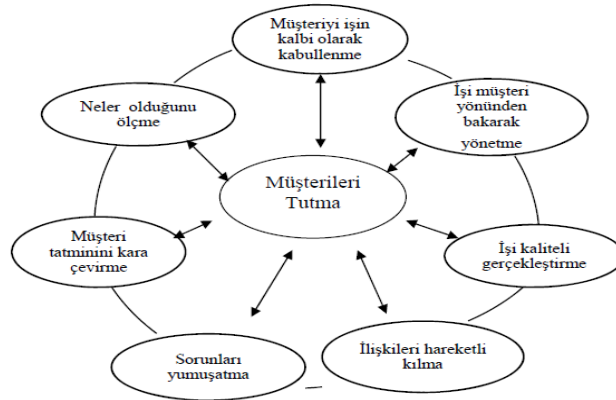 Müşteriyi işin
kalbi olarak
kabullenme
Neler olduğunu
ölçme
İşi müşteri
yönünden
bakarak
yönetme
Müşterileri
Tutma
Müşteri
tatminini kara
çevirme
İşi kaliteli
gerçekleştirme
Sorunları
yumuşatma
İlişkileri hareketli
kılma